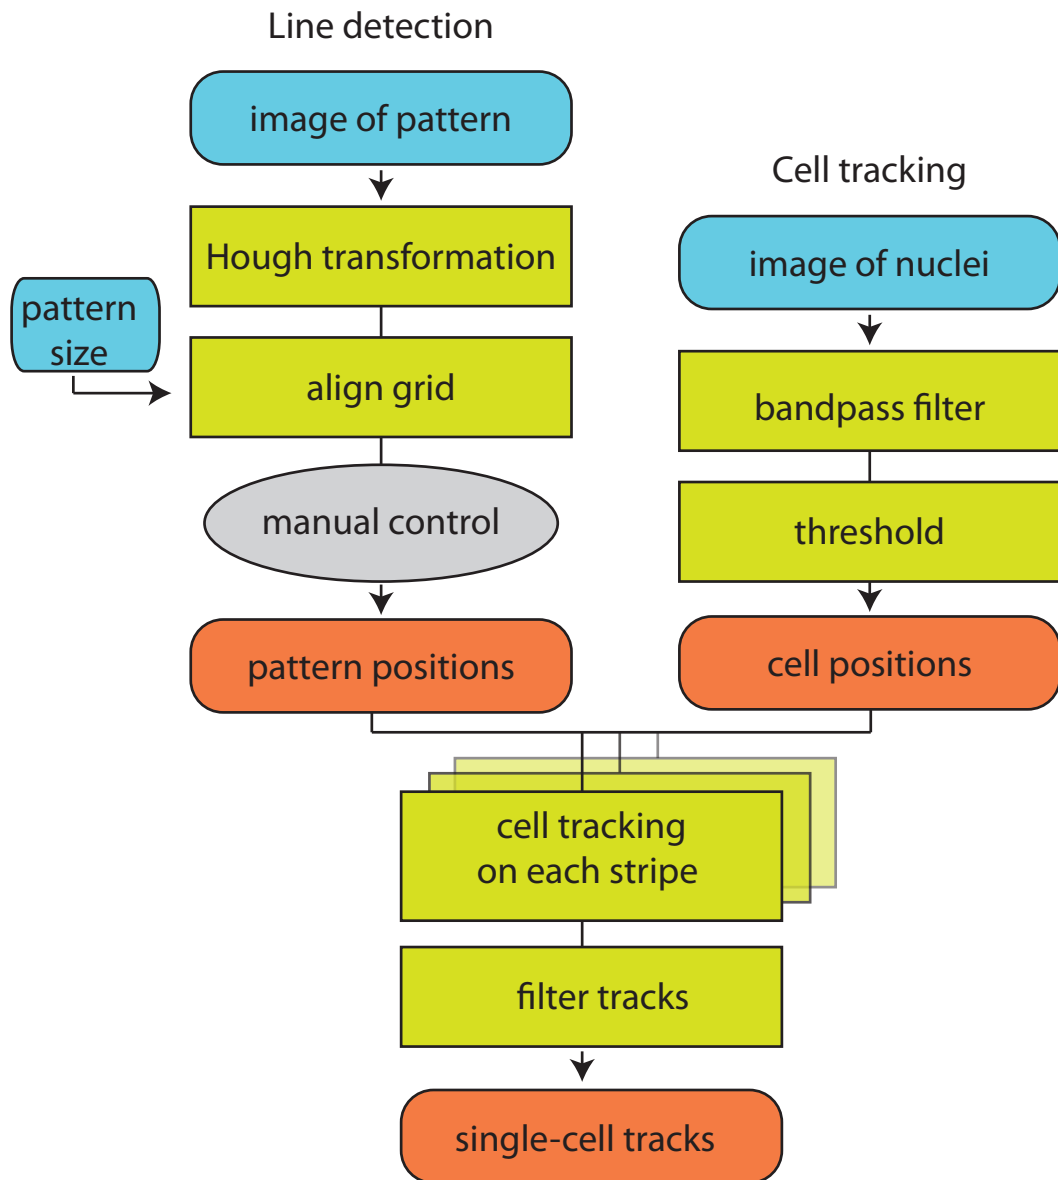 Line detection
image of pattern
Hough transformation
pattern
size
align grid
manual control
pattern positions
Cell tracking
image of nuclei
bandpass filter
threshold
cell positions
cell tracking
on each stripe
filter tracks
single-cell tracks